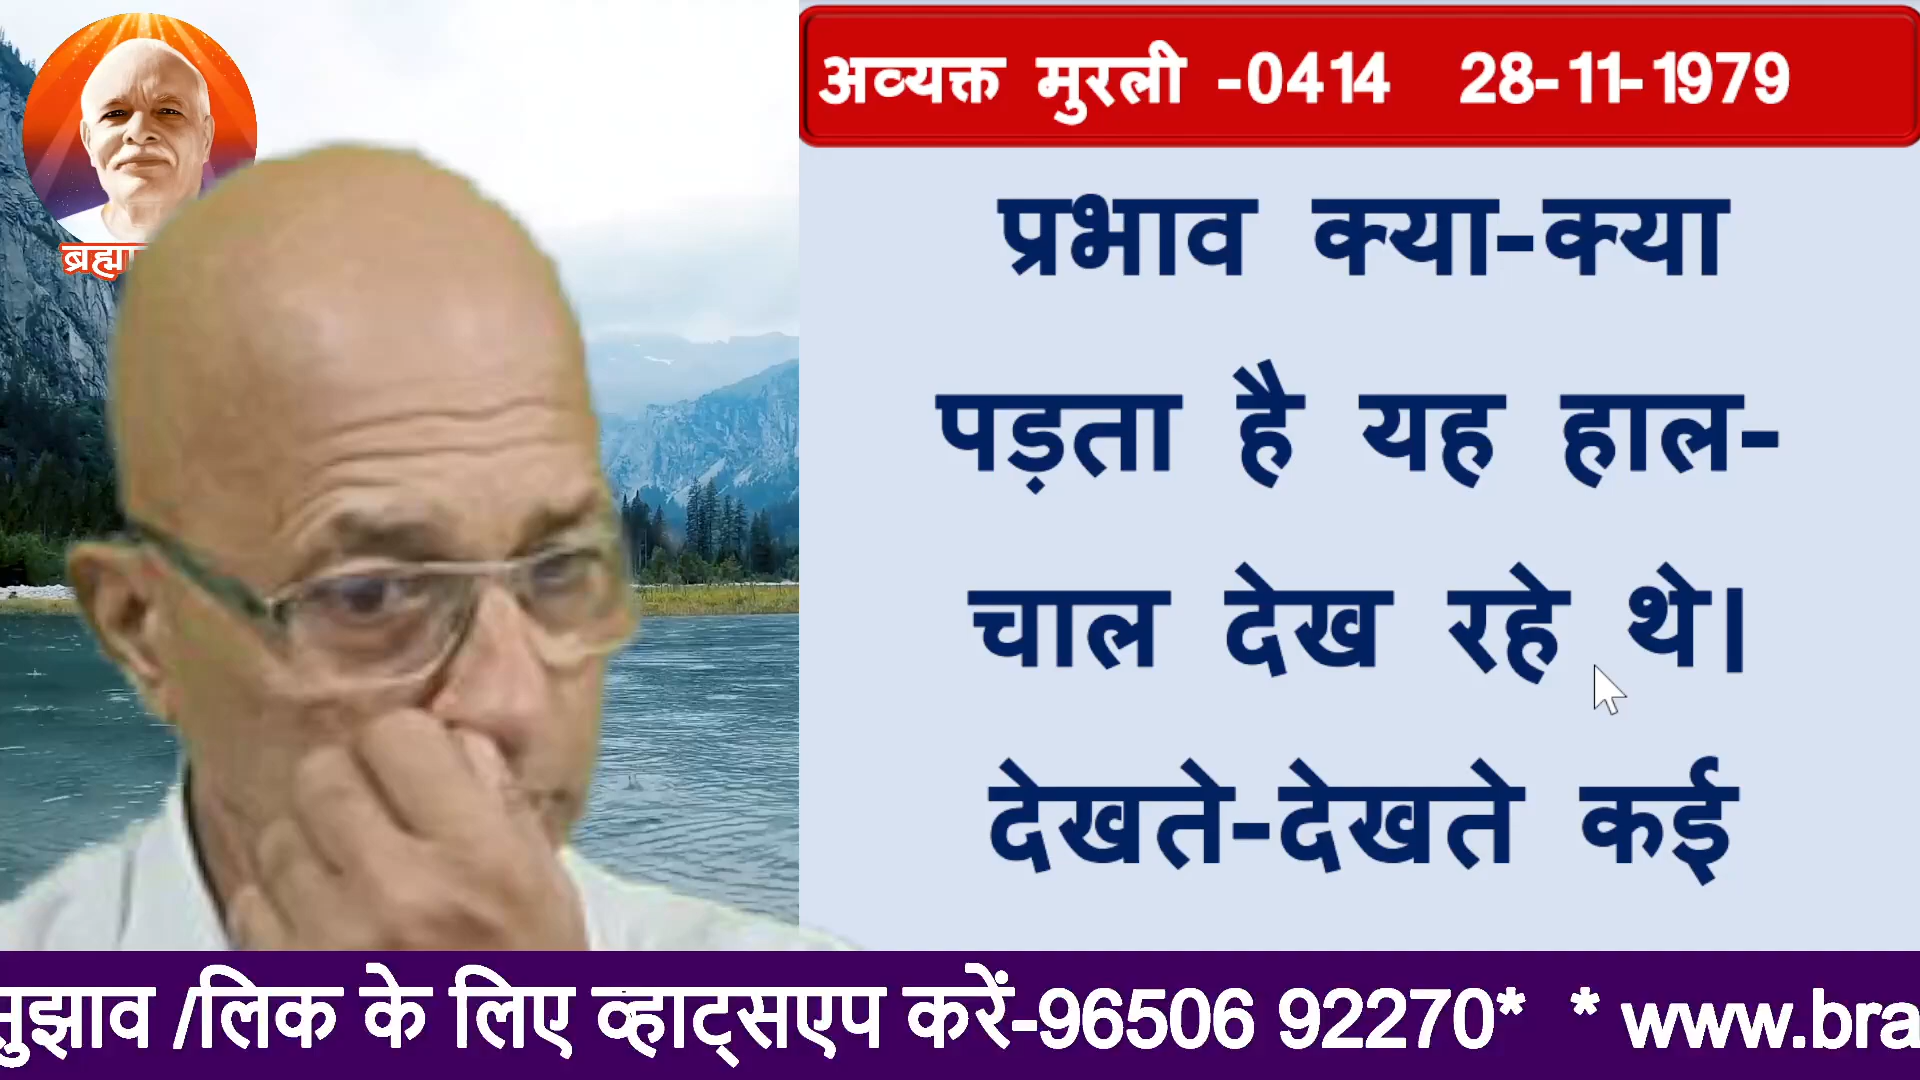 अव्यक्त मुरली -0414 28-11-1979
ब्रह्मा
प्रभाव क्या-क्या
पड़ता है यह हाल-
चाल देख रहे थे।
देखते-देखते कई
सुझाव /लिक के लिए व्हाट्सएप करें-96506 92270* * www.bra